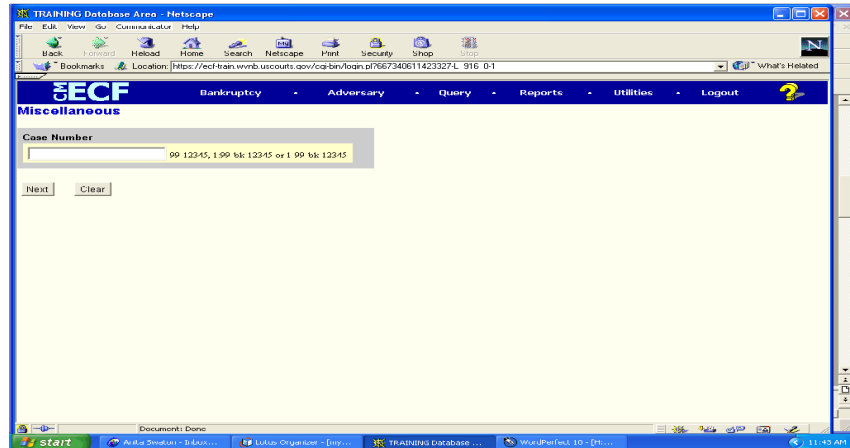 TRAINING Database Area - Netscape
File Edit View Go Communicator Help
Back Forward Reload Home Search Netscape Print Security Shop Stop
Bookmarks Location: https://ecf-train.wvnb.uscourts.gov/cgi-bin/login.pl?667340611423327-L_916_0-1 What's Related
CM ECF Bankruptcy • Adversary • Query • Reports • Utilities • Logout ?
Miscellaneous
Case Number
99-12345, 1:99-bk-12345 or 1-99-bk-12345
Next Clear
Document: Done
start Anita Swaton - Inbox... Lotus Organizer - [my... TRAINING Database ... WordPerfect 10 - [H:... 11:43 AM